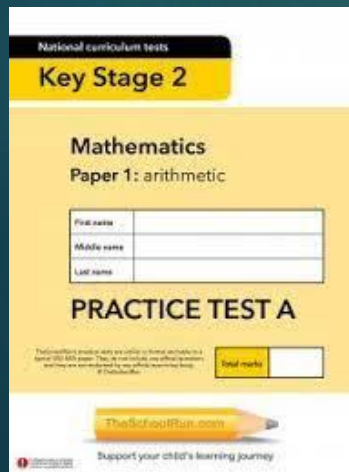 National curriculum tests
Key Stage 2
Mathematics
Paper 1: arithmetic
First name
Middle name
Last name
PRACTICE TEST A
Total marks
TheSchoolRun.com
Support your child's learning journey